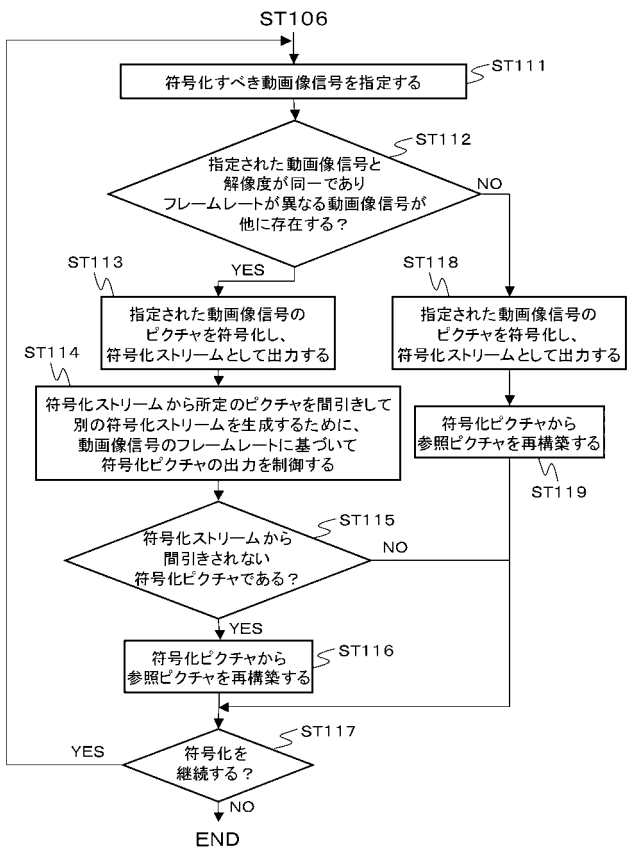 ST106
符号化すべき動画像信号を指定する
ST111
指定された動画像信号と
解像度が同一であり
フレームレートが異なる動画像信号が
他に存在する?
ST112
NO
YES
ST113
指定された動画像信号の
ピクチャを符号化し、
符号化ストリームとして出力する
ST118
指定された動画像信号の
ピクチャを符号化し、
符号化ストリームとして出力する
ST114
符号化ストリームから所定のピクチャを間引きして
別の符号化ストリームを生成するために、
動画像信号のフレームレートに基づいて
符号化ピクチャの出力を制御する
符号化ピクチャから
参照ピクチャを再構築する
ST119
符号化ストリームから
間引きされない
符号化ピクチャである?
ST115
NO
YES
符号化ピクチャから
参照ピクチャを再構築する
ST116
符号化を
継続する?
ST117
YES
NO
END